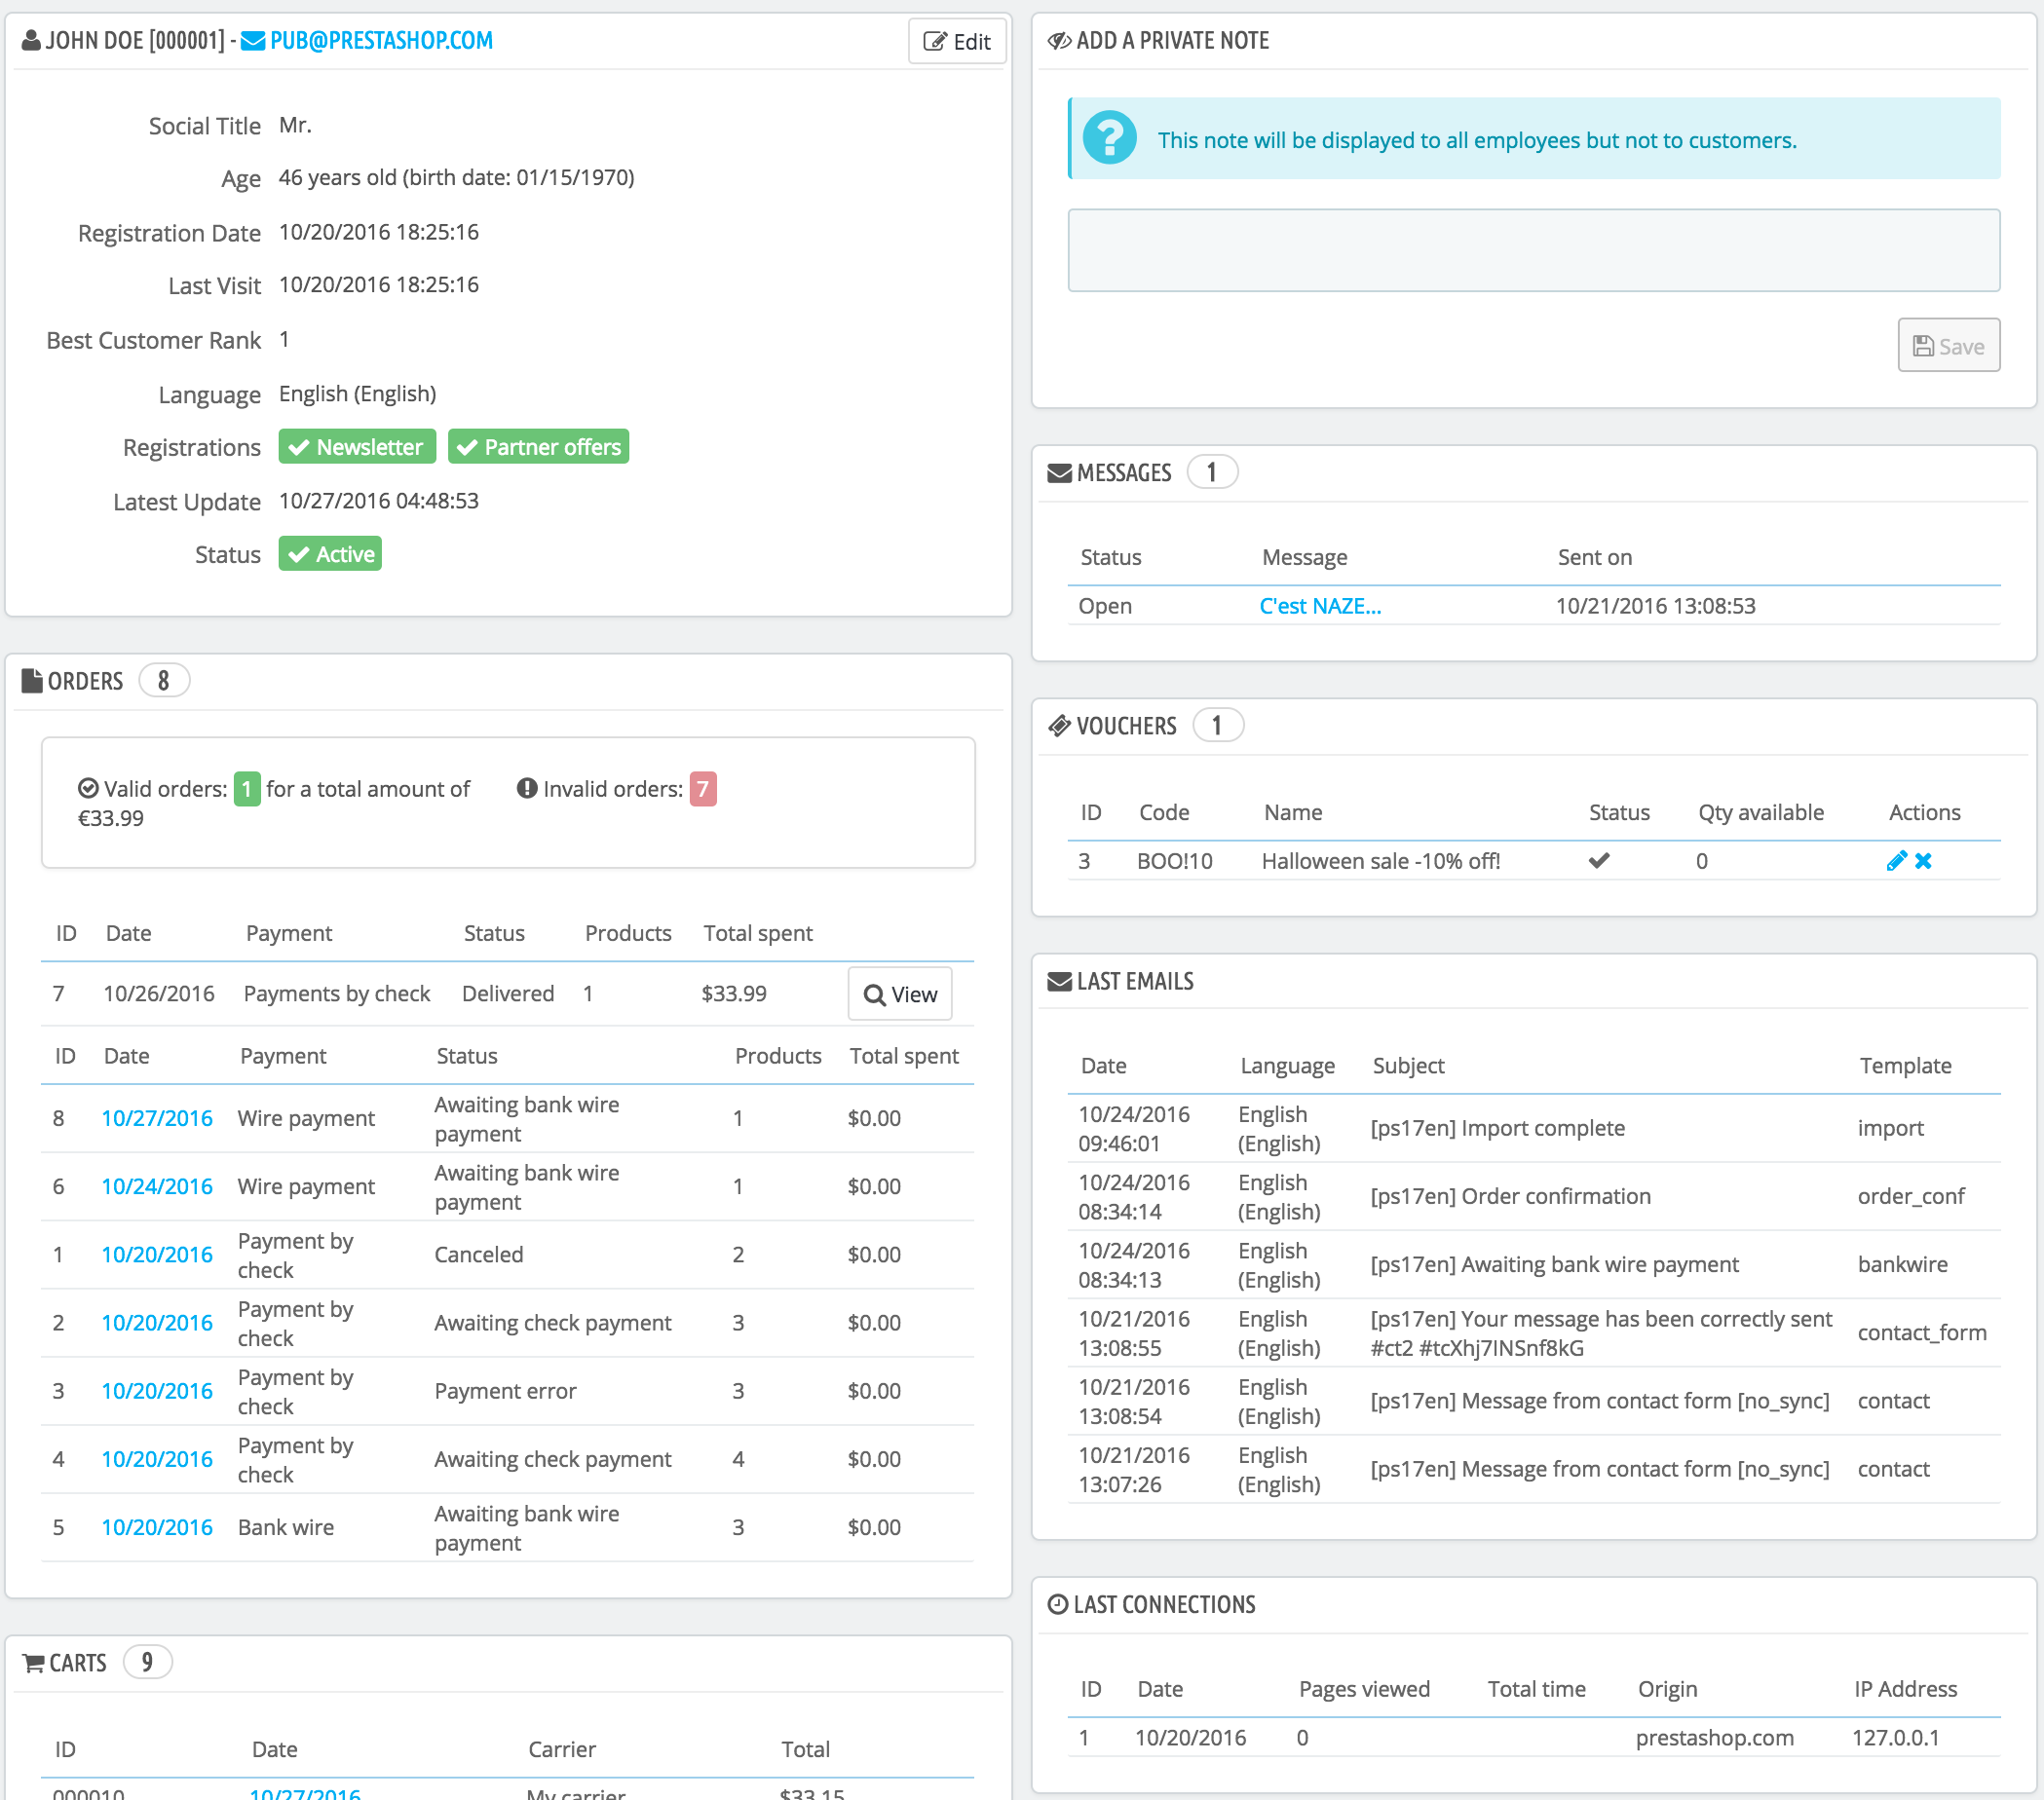 JOHN DOE [000001] - PUB@PRESTASHOP.COM
Edit
Social Title Mr.
Age 46 years old (birth date: 01/15/1970)
Registration Date 10/20/2016 18:25:16
Last Visit 10/20/2016 18:25:16
Best Customer Rank 1
Language English (English)
Registrations Newsletter Partner offers
Latest Update 10/27/2016 04:48:53
Status Active
ORDERS 8
Valid orders: 1 for a total amount of
€33.99
Invalid orders: 7
ID Date Payment Status Products Total spent
7 10/26/2016 Payments by check Delivered 1 $33.99 View
ID Date Payment Status Products Total spent
8 10/27/2016 Wire payment Awaiting bank wire
payment 1 $0.00
6 10/24/2016 Wire payment Awaiting bank wire
payment 1 $0.00
1 10/20/2016 Payment by
check Canceled 2 $0.00
2 10/20/2016 Payment by
check Awaiting check payment 3 $0.00
3 10/20/2016 Payment by
check Payment error 3 $0.00
4 10/20/2016 Payment by
check Awaiting check payment 4 $0.00
5 10/20/2016 Bank wire Awaiting bank wire
payment 3 $0.00
CARTS 9
ID Date Carrier Total
000010 10/27/2016 My carrier $33.15
ADD A PRIVATE NOTE
This note will be displayed to all employees but not to customers.
Save
MESSAGES 1
Status Message Sent on
Open C'est NAZE... 10/21/2016 13:08:53
VOUCHERS 1
ID Code Name Status Qty available Actions
3 BOO!10 Halloween sale -10% off! 0
LAST EMAILS
Date Language Subject Template
10/24/2016
09:46:01 English
(English) [ps17en] Import complete import
10/24/2016
08:34:14 English
(English) [ps17en] Order confirmation order_conf
10/24/2016
08:34:13 English
(English) [ps17en] Awaiting bank wire payment bankwire
10/21/2016
13:08:55 English
(English) [ps17en] Your message has been correctly sent
#ct2 #tcXhj7INSnf8kG contact_form
10/21/2016
13:08:54 English
(English) [ps17en] Message from contact form [no_sync] contact
10/21/2016
13:07:26 English
(English) [ps17en] Message from contact form [no_sync] contact
LAST CONNECTIONS
ID Date Pages viewed Total time Origin IP Address
1 10/20/2016 0 prestashop.com 127.0.0.1